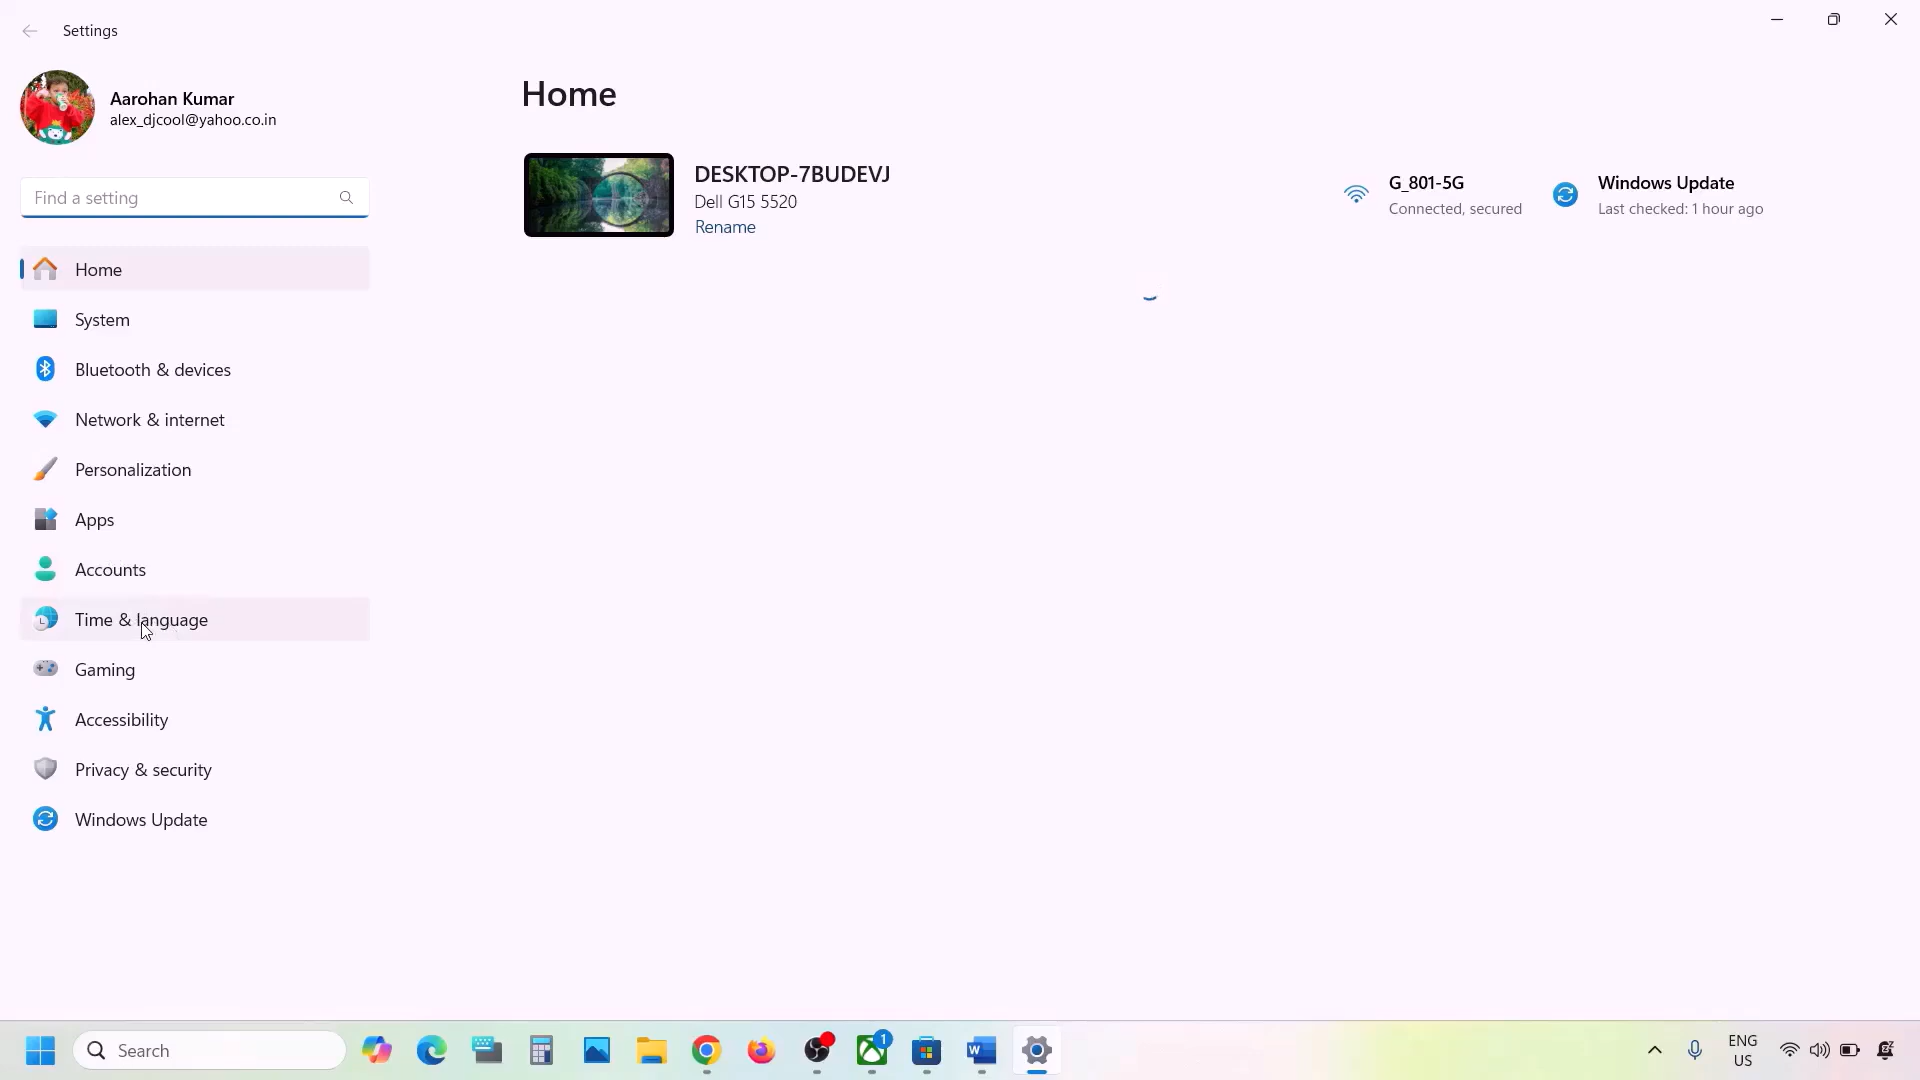 Settings
Aarohan Kumar
alex_djcool@yahoo.co.in
Find a setting
Home
System
Bluetooth & devices
Network & internet
Personalization
Apps
Accounts
Time & language
Gaming
Accessibility
Privacy & security
Windows Update
Home
DESKTOP-7BUDEVJ
Dell G15 5520
Rename
G_801-5G
Connected, secured
Windows Update
Last checked: 1 hour ago
Search
1
ENG
US